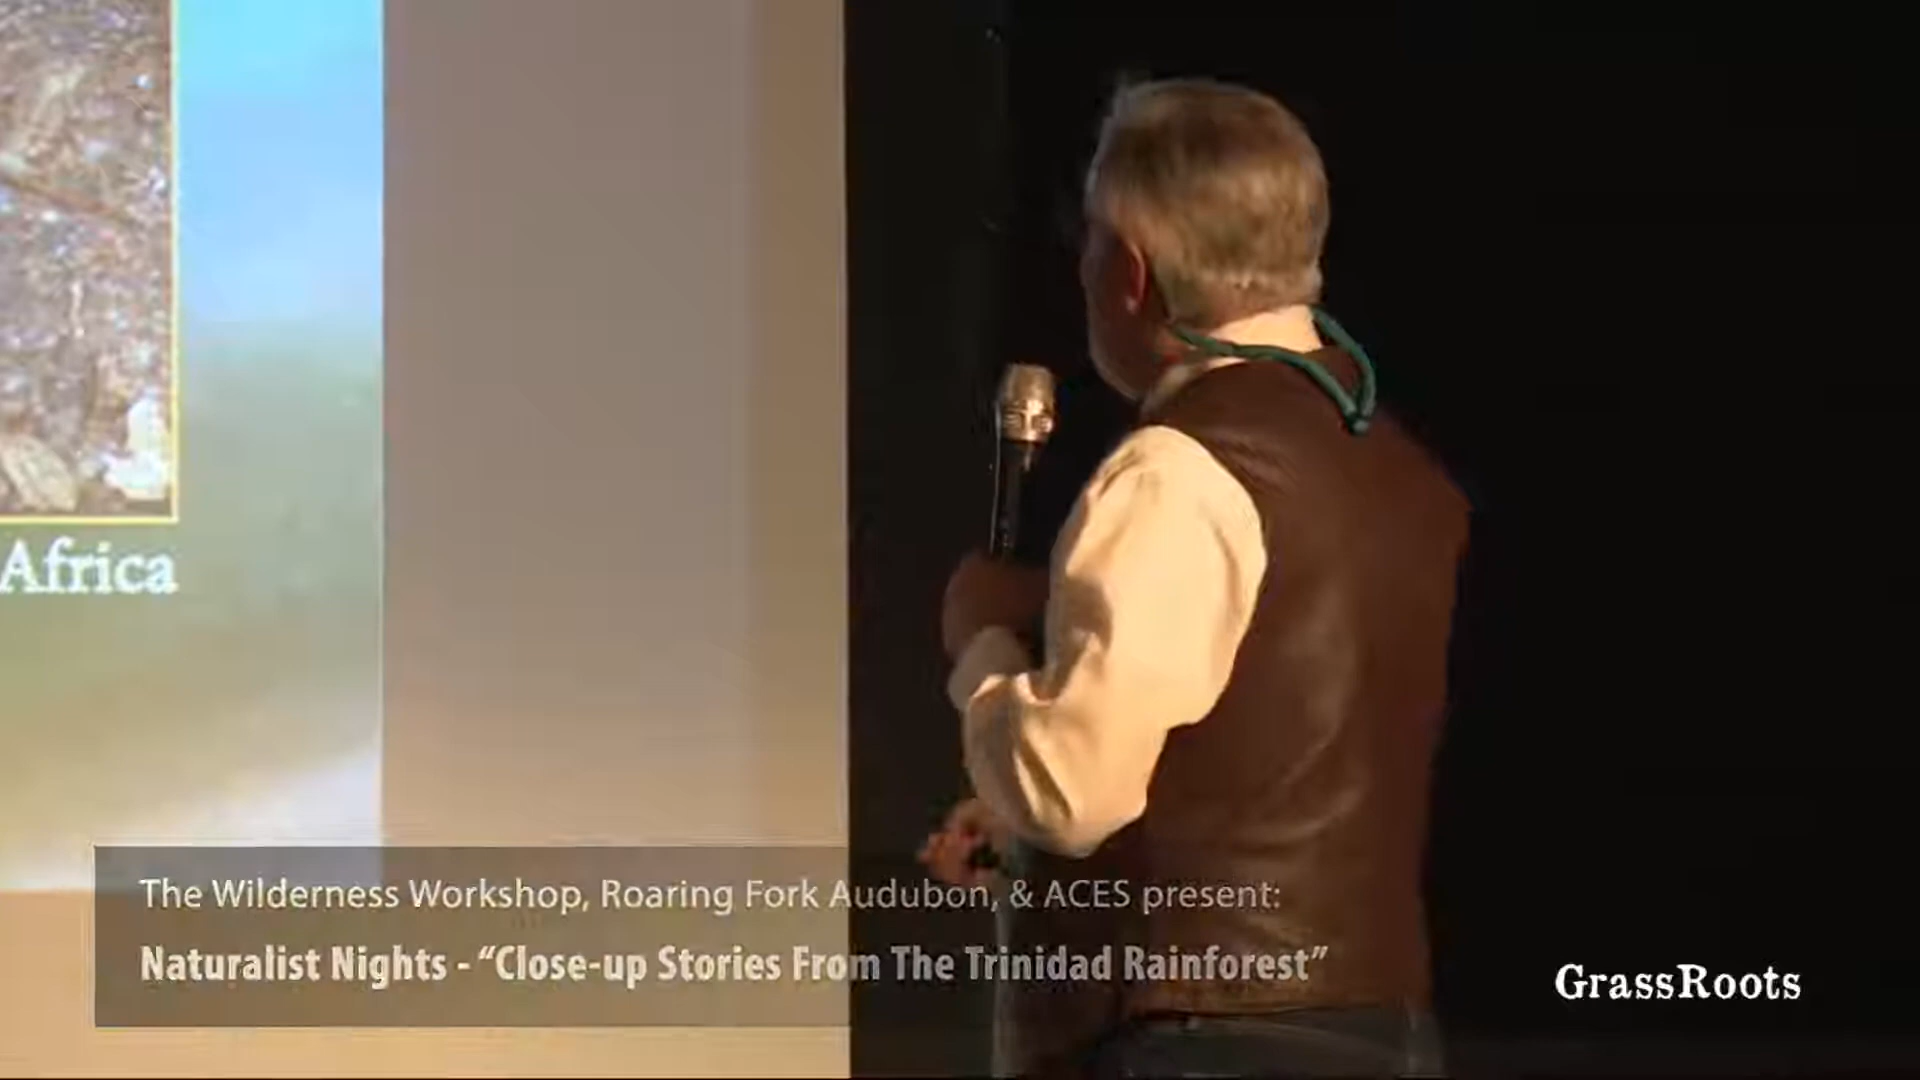 Africa
The Wilderness Workshop, Roaring Fork Audubon, & ACES present:
Naturalist Nights - “Close-up Stories From The Trinidad Rainforest”
GrassRoots